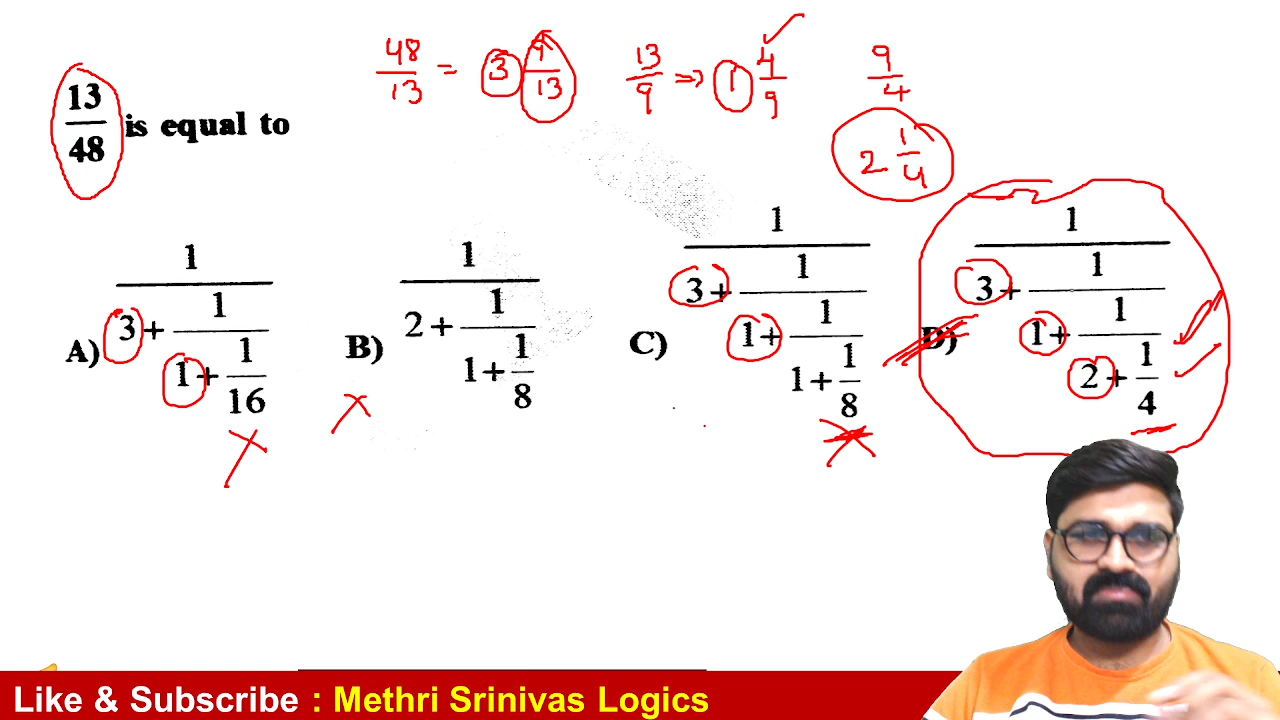 48/13 = 3 9/13
13/9 ⇒ 1 4/9
9/4
2 1/4
13/48 is equal to
A) 1/(3+1/(1+1/16))
B) 1/(2+1/(1+1/8))
C) 1/(3+1/(1+1/(1+1/8)))
D) 1/(3+1/(1+1/(2+1/4)))
Like & Subscribe : Methri Srinivas Logics